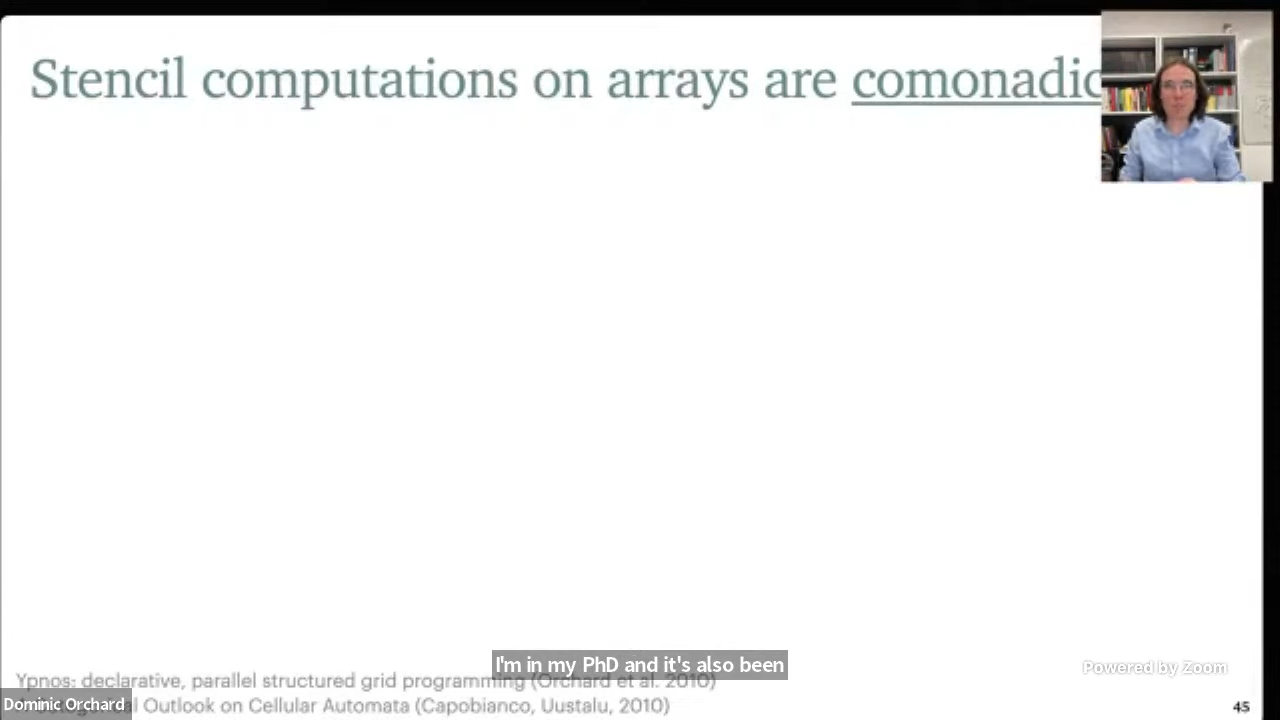 Stencil computations on arrays are comonadic
I'm in my PhD and it's also been
Ypnos: declarative, parallel structured grid programming (Orchard et al. 2010)
Powered by Zoom
Dominic Orchard
Outlook on Cellular Automata (Capobianco, Uustalu, 2010)
45